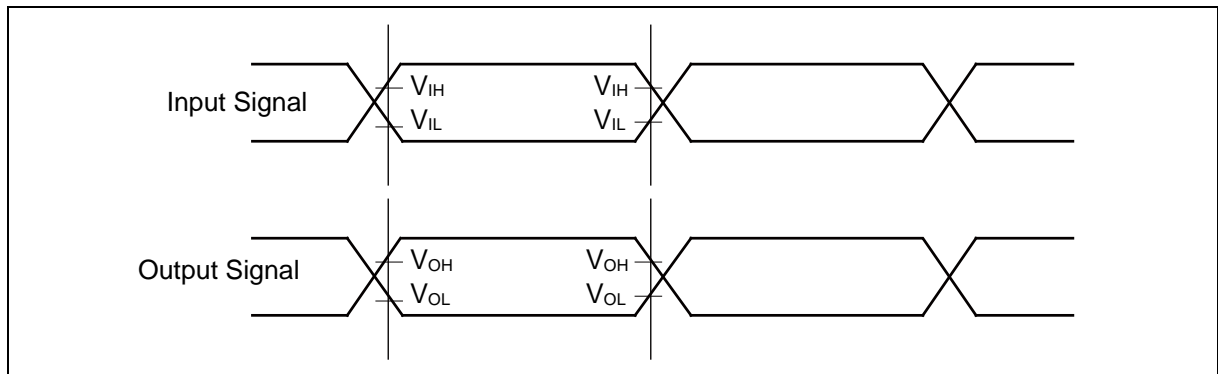 Input Signal
VIH
VIH
VIL
VIL
Output Signal
VOH
VOH
VOL
VOL